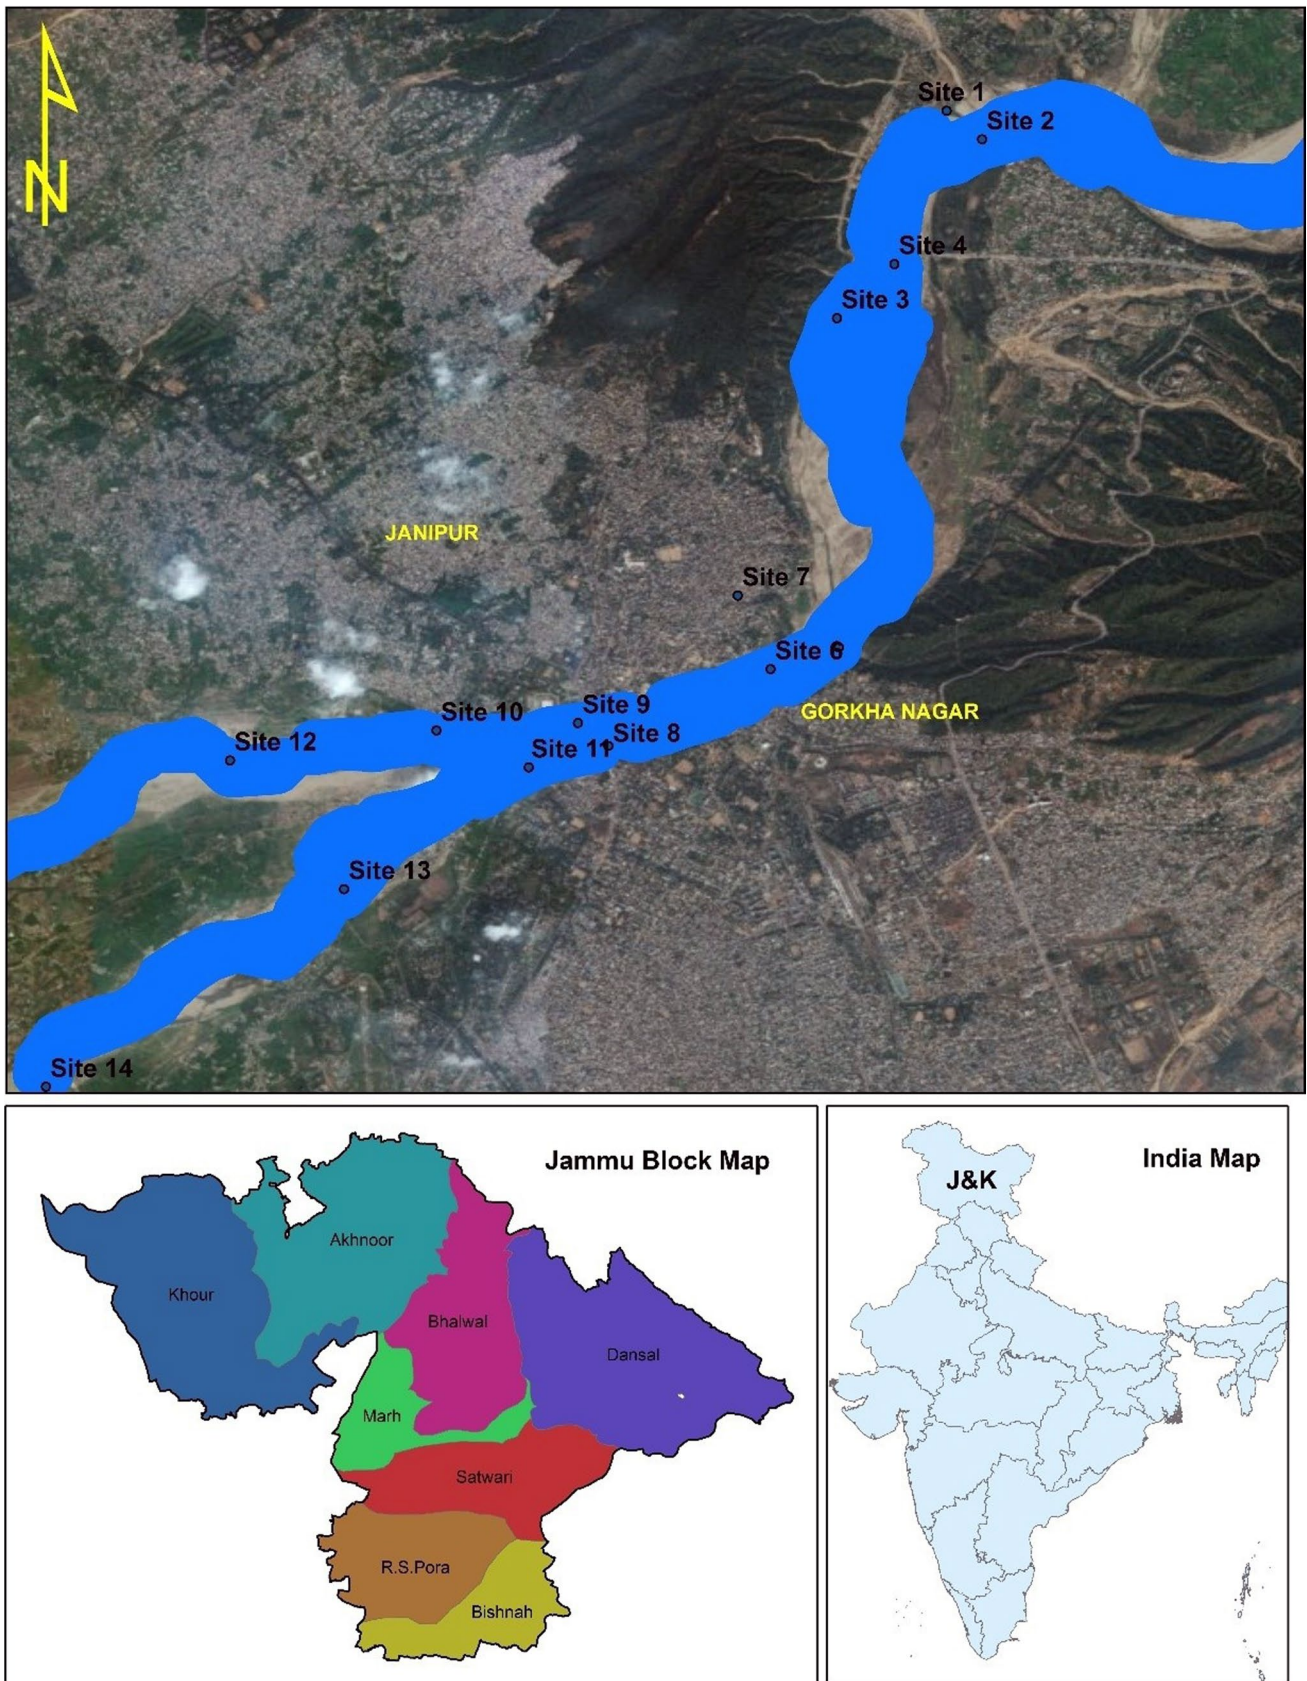 Site 1
Site 2
Site 4
Site 3
JANIPUR
Site 7
Site 6
GORKHA NAGAR
Site 9
Site 10
Site 8
Site 12
Site 11
Site 13
Site 14
N
Jammu Block Map
India Map
J&K
Akhnoor
Khour
Bhalwal
Dansal
Marh
Satwari
R.S.Pora
Bishnah